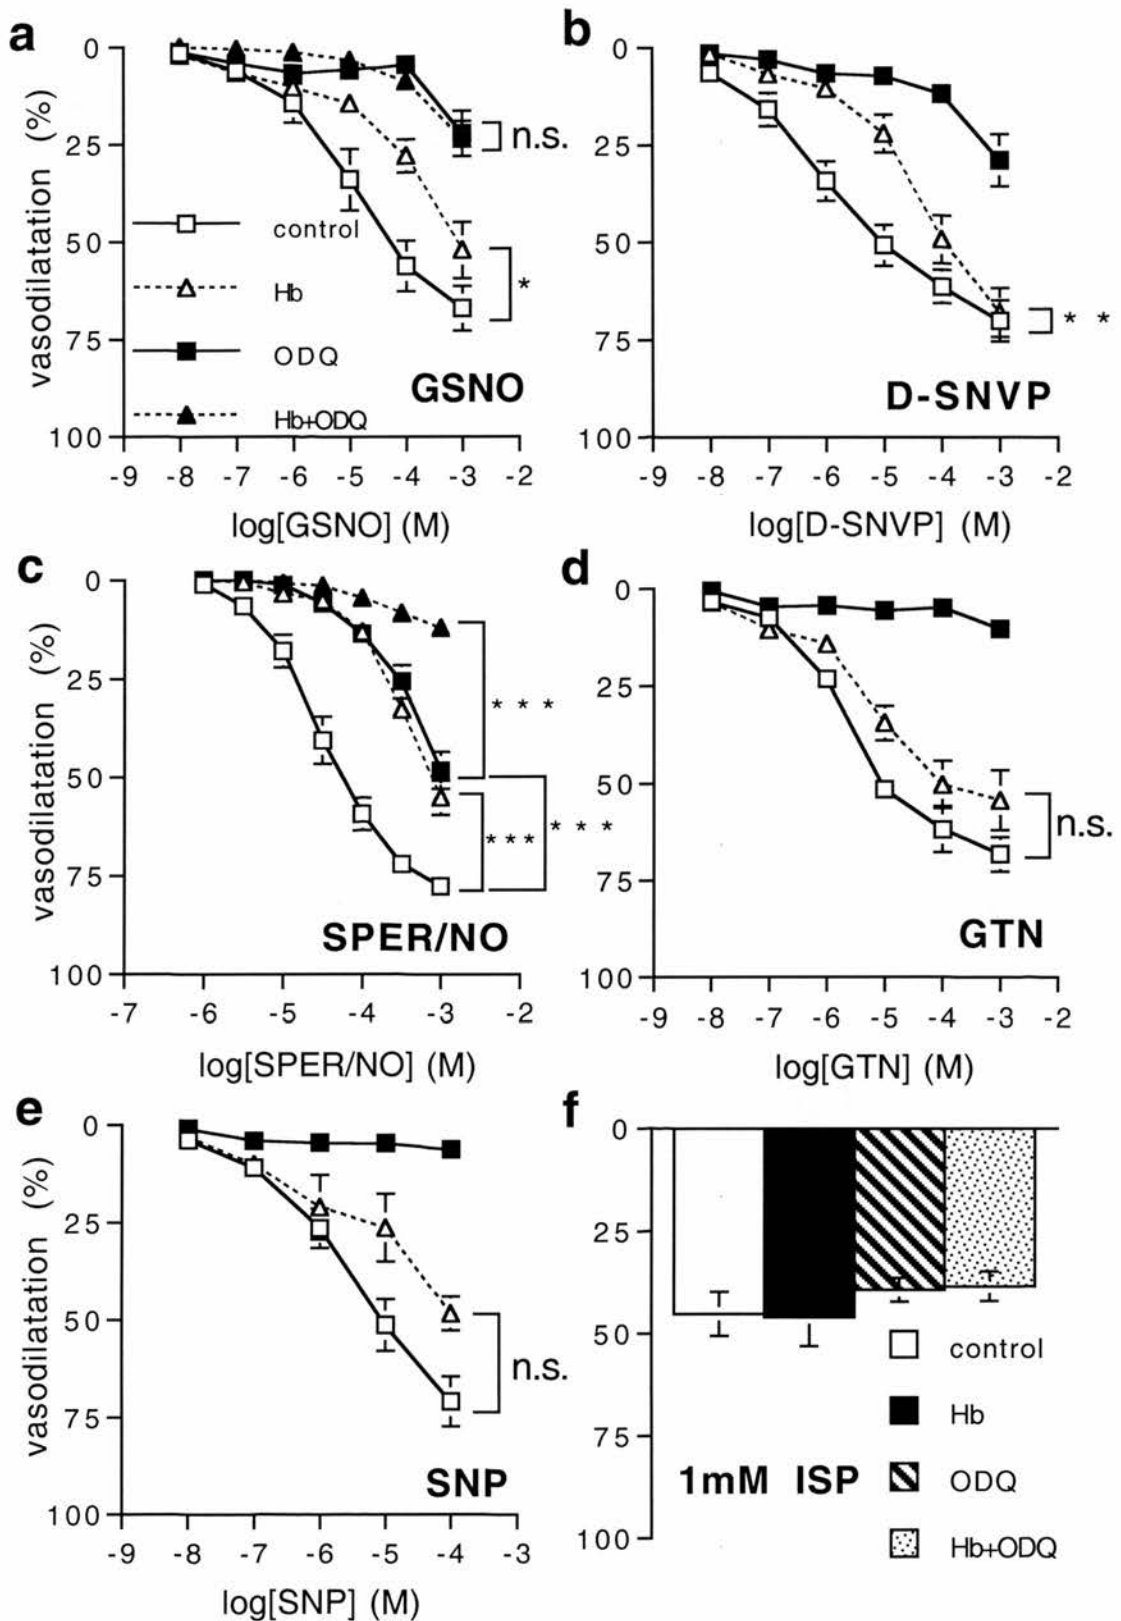 a
0
25
50
75
100
vasodilatation (%)
control
Hb
ODQ
Hb+ODQ
n.s.
*
GSNO
-9 -8 -7 -6 -5 -4 -3 -2
log[GSNO] (M)
b
0
25
50
75
100
* *
D-SNVP
-9 -8 -7 -6 -5 -4 -3 -2
log[D-SNVP] (M)
c
0
25
50
75
100
vasodilatation (%)
* * *
***
* * *
SPER/NO
-7 -6 -5 -4 -3 -2
log[SPER/NO] (M)
d
0
25
50
75
100
n.s.
GTN
-9 -8 -7 -6 -5 -4 -3 -2
log[GTN] (M)
e
0
25
50
75
100
vasodilatation (%)
n.s.
SNP
-9 -8 -7 -6 -5 -4 -3
log[SNP] (M)
f
0
25
50
75
100
1mM ISP
control
Hb
ODQ
Hb+ODQ